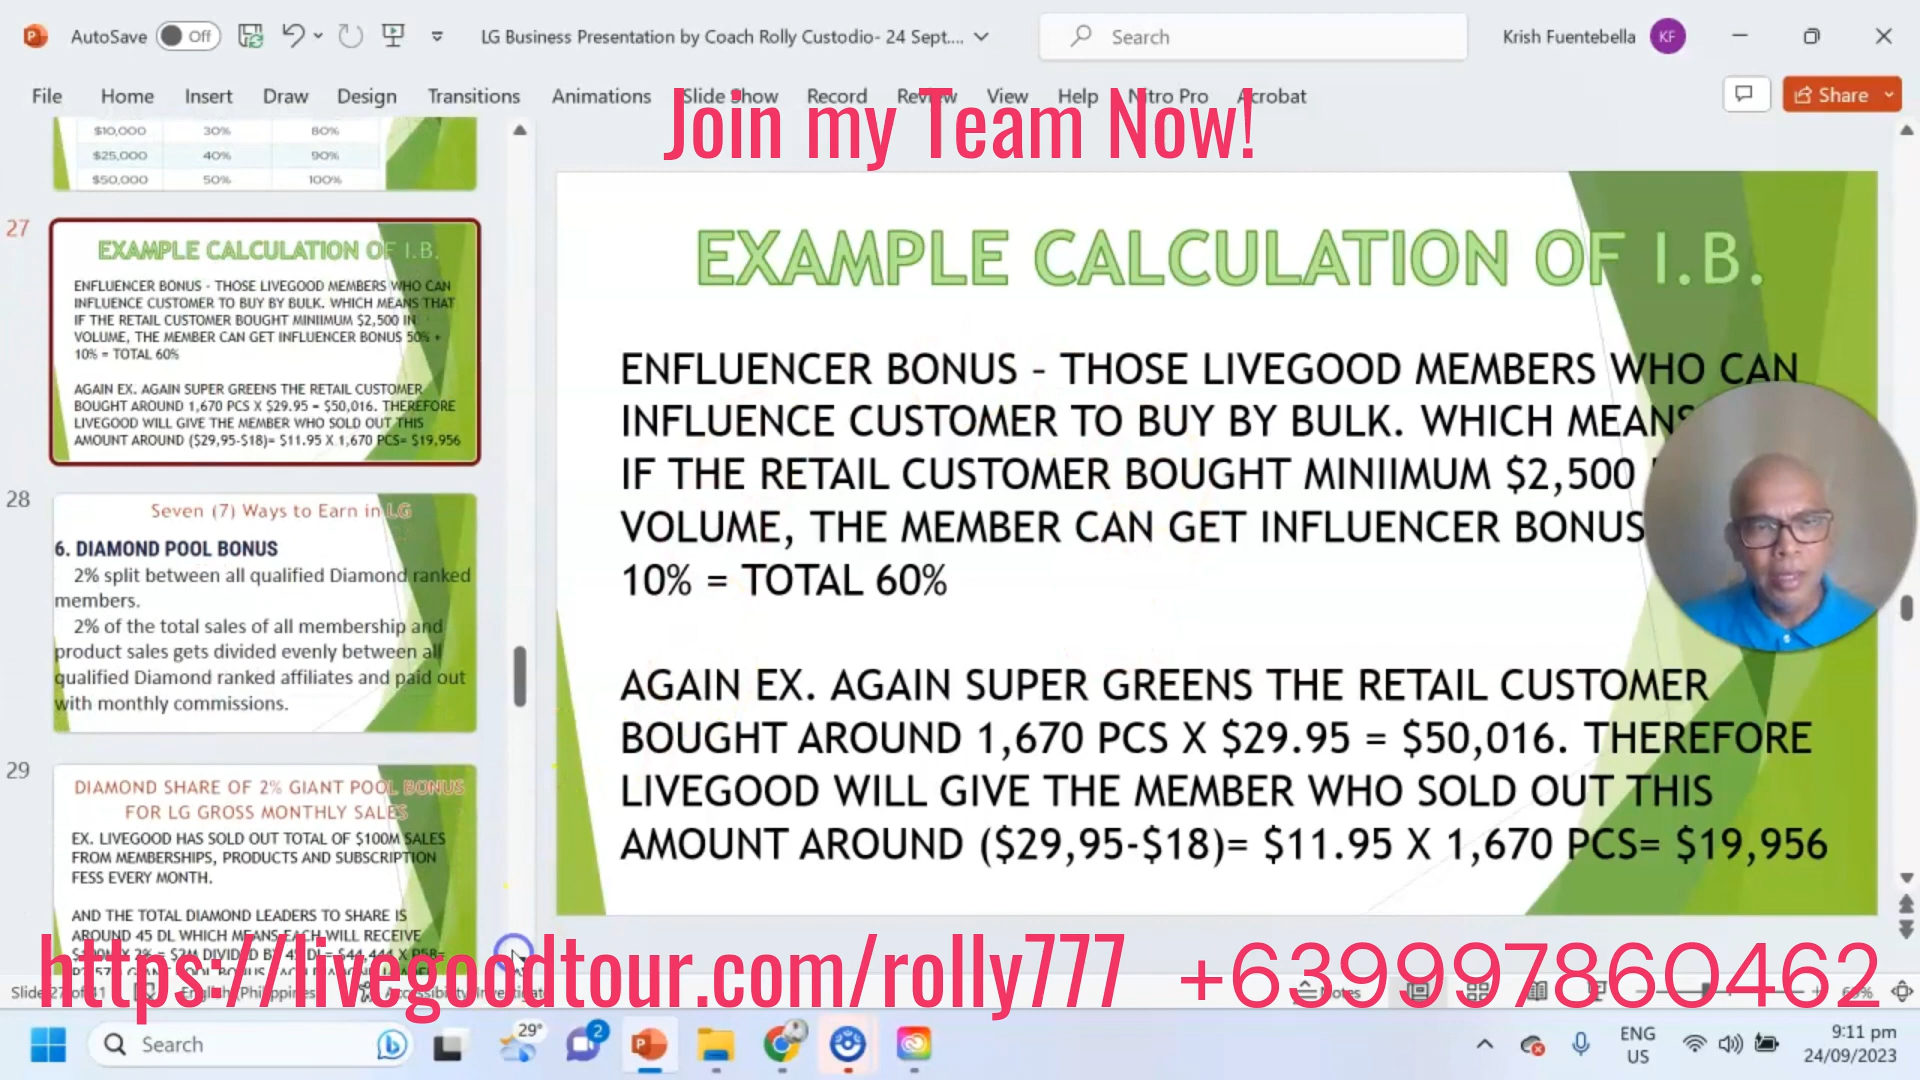 AutoSave Off LG Business Presentation by Coach Rolly Custodio- 24 Sept.... Search Krish Fuentebella KF
File Home Insert Draw Design Transitions Animations Slide Show Record Review View Help Nitro Pro Acrobat Share
Join my Team Now!
$10,000 30% 80%
$25,000 40% 90%
$50,000 50% 100%
27
EXAMPLE CALCULATION OF I.B.
ENFLUENCER BONUS - THOSE LIVEGOOD MEMBERS WHO CAN
INFLUENCE CUSTOMER TO BUY BY BULK. WHICH MEANS THAT
IF THE RETAIL CUSTOMER BOUGHT MINIIMUM $2,500 IN
VOLUME, THE MEMBER CAN GET INFLUENCER BONUS 50% +
10% = TOTAL 60%
AGAIN EX. AGAIN SUPER GREENS THE RETAIL CUSTOMER
BOUGHT AROUND 1,670 PCS X $29.95 = $50,016. THEREFORE
LIVEGOOD WILL GIVE THE MEMBER WHO SOLD OUT THIS
AMOUNT AROUND ($29,95-$18)= $11.95 X 1,670 PCS= $19,956
28
Seven (7) Ways to Earn in LG
6. DIAMOND POOL BONUS
2% split between all qualified Diamond ranked
members.
2% of the total sales of all membership and
product sales gets divided evenly between all
qualified Diamond ranked affiliates and paid out
with monthly commissions.
29
DIAMOND SHARE OF 2% GIANT POOL BONUS
FOR LG GROSS MONTHLY SALES
EX. LIVEGOOD HAS SOLD OUT TOTAL OF $100M SALES
FROM MEMBERSHIPS, PRODUCTS AND SUBSCRIPTION
FESS EVERY MONTH.
AND THE TOTAL DIAMOND LEADERS TO SHARE IS
AROUND 45 DL WHICH MEANS EACH WILL RECEIVE
EXAMPLE CALCULATION OF I.B.
ENFLUENCER BONUS - THOSE LIVEGOOD MEMBERS WHO CAN
INFLUENCE CUSTOMER TO BUY BY BULK. WHICH MEANS
IF THE RETAIL CUSTOMER BOUGHT MINIIMUM $2,500
VOLUME, THE MEMBER CAN GET INFLUENCER BONUS
10% = TOTAL 60%
AGAIN EX. AGAIN SUPER GREENS THE RETAIL CUSTOMER
BOUGHT AROUND 1,670 PCS X $29.95 = $50,016. THEREFORE
LIVEGOOD WILL GIVE THE MEMBER WHO SOLD OUT THIS
AMOUNT AROUND ($29,95-$18)= $11.95 X 1,670 PCS= $19,956
https://livegoodtour.com/rolly777 +639997860462
Notes
Search 29° 2 ENG
US
9:11 pm
24/09/2023